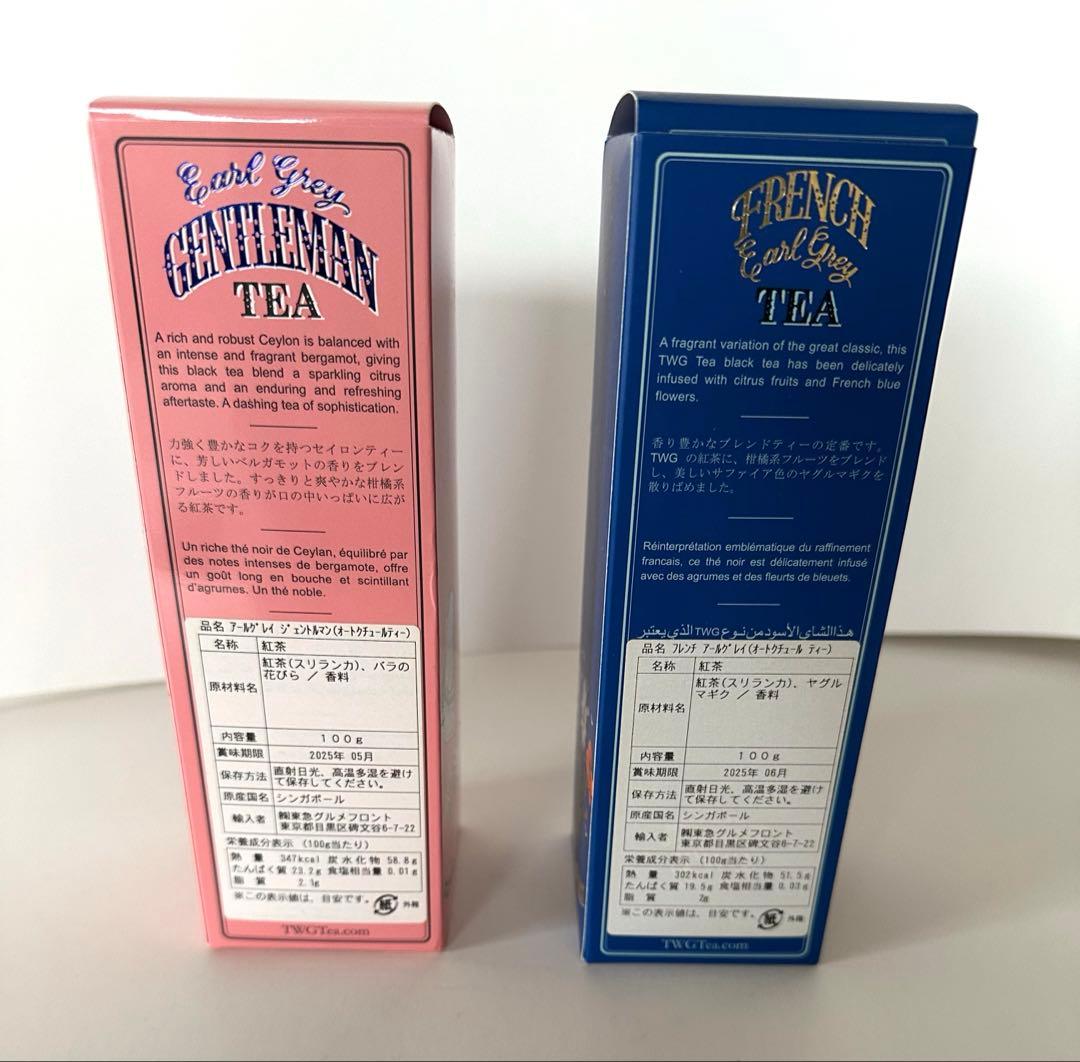 Earl Grey
GENTLEMAN
TEA
A rich and robust Ceylon is balanced with
an intense and fragrant bergamot, giving
this black tea blend a sparkling citrus
aroma and an enduring and refreshing
aftertaste. A dashing tea of sophistication.
力強く豊かなコクを持つセイロンティー
に、芳しいベルガモットの香りをブレン
ドしました。すっきりと爽やかな柑橘系
フルーツの香りが口の中いっぱいに広が
る紅茶です。
Un riche thé noir de Ceylan, équilibré par
des notes intenses de bergamote, offre
un goût long en bouche et scintillant
d'agrumes. Un thé noble.
品名 ｱｰﾙｸﾞﾚｲ ｼﾞｪﾝﾄﾙﾏﾝ(ｵｰﾄｸﾁｭｰﾙﾃｨｰ)
名称 紅茶
原材料名 紅茶(スリランカ)、バラの
花びら ／ 香料
内容量 １００ｇ
賞味期限 2025年 05月
保存方法 直射日光、高温多湿を避け
て保存してください。
原産国名 シンガポール
輸入者 ㈱東急グルメフロント
東京都目黒区碑文谷6-7-22
栄養成分表示 (100g当たり)
熱 量 347kcal 炭水化物 58.8g
たんぱく質 23.2g 食塩相当量 0.01g
脂 質 2.1g
※この表示値は、目安です。 紙 外箱
TWGTea.com
FRENCH
Earl Grey
TEA
A fragrant variation of the great classic, this
TWG Tea black tea has been delicately
infused with citrus fruits and French blue
flowers.
香り豊かなブレンドティーの定番です。
TWG の紅茶に、柑橘系フルーツをブレンド
し、美しいサファイア色のヤグルマギクを
散りばめました。
Réinterprétation emblématique du raffinement
francais, ce thé noir est délicatement infusé
avec des agrumes et des fleurts de bleuets.
هذا الشاي الأسود من نوع TWG الذي يعتبر
品名 ﾌﾚﾝﾁ ｱｰﾙｸﾞﾚｲ(ｵｰﾄｸﾁｭｰﾙ ﾃｨｰ)
名称 紅茶
原材料名 紅茶(スリランカ)、ヤグル
マギク ／ 香料
内容量 １００ｇ
賞味期限 2025年 06月
保存方法 直射日光、高温多湿を避け
て保存してください。
原産国名 シンガポール
輸入者 ㈱東急グルメフロント
東京都目黒区碑文谷6-7-22
栄養成分表示 (100g当たり)
熱 量 302kcal 炭水化物 51.5g
たんぱく質 19.5g 食塩相当量 0.03g
脂 質 2g
※この表示値は、目安です。 紙 外箱
TWGTea.com